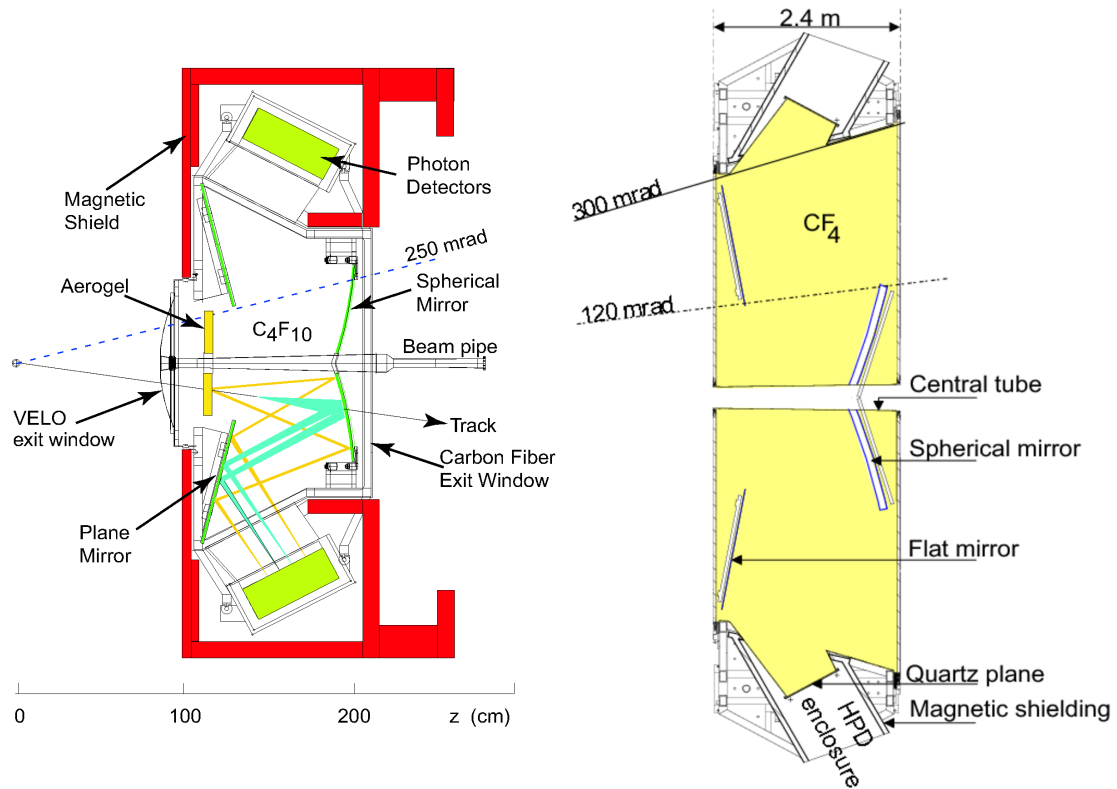 Magnetic
Shield
Photon
Detectors
250 mrad
Aerogel
Spherical
Mirror
C4F10
Beam pipe
VELO
exit window
Track
Carbon Fiber
Exit Window
Plane
Mirror
0
100
200
z (cm)
2.4 m
300 mrad
CF4
120 mrad
Central tube
Spherical mirror
Flat mirror
Quartz plane
Magnetic shielding
HPD
enclosure